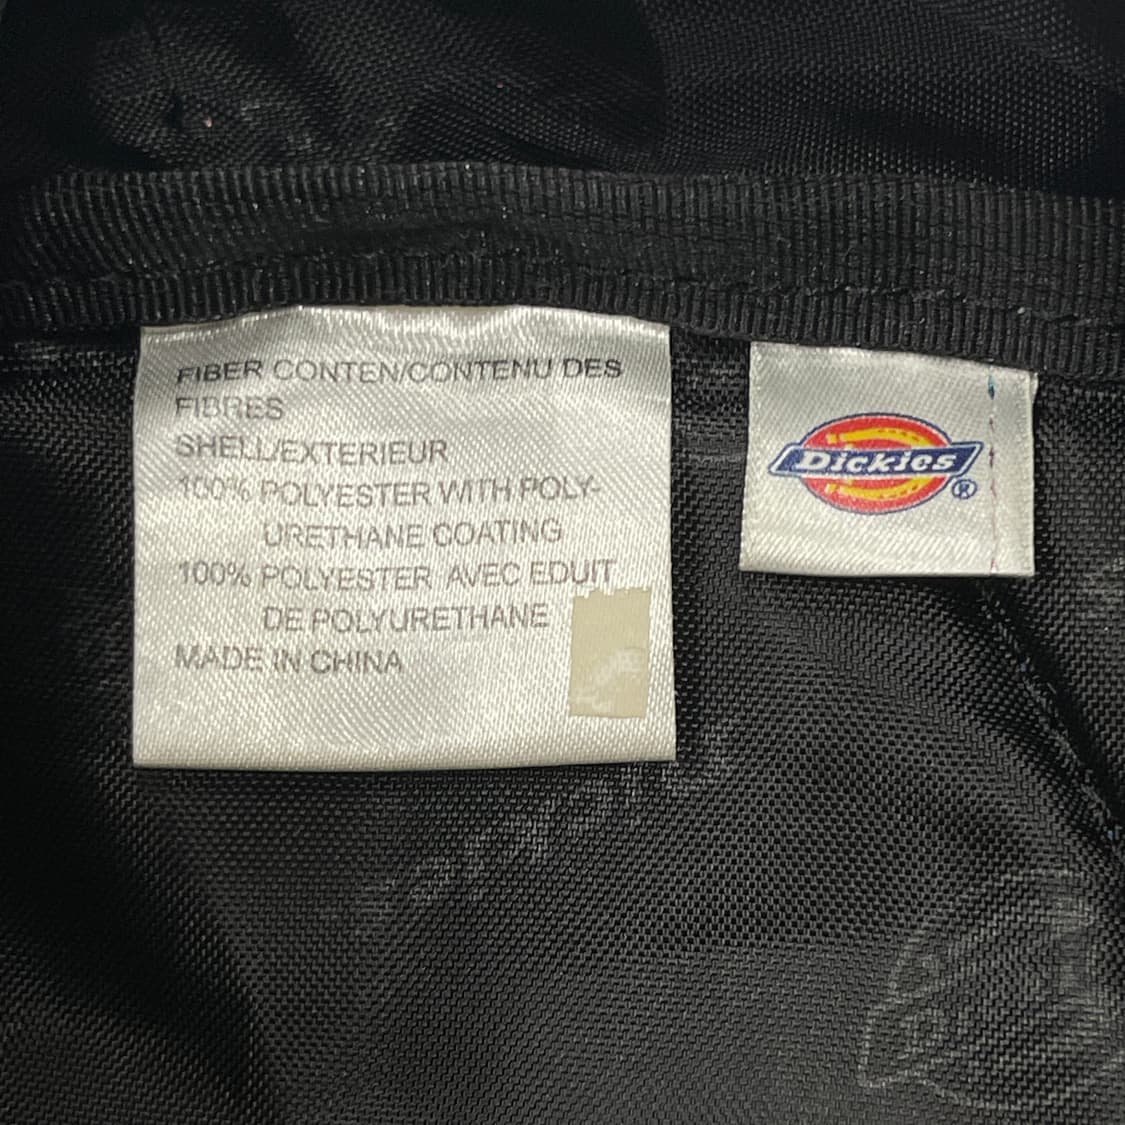 FIBER CONTEN/CONTENU DES
FIBRES
SHELL/EXTERIEUR
100% POLYESTER WITH POLY-
URETHANE COATING
100% POLYESTER AVEC EDUIT
DE POLYURETHANE
MADE IN CHINA
Dickies®